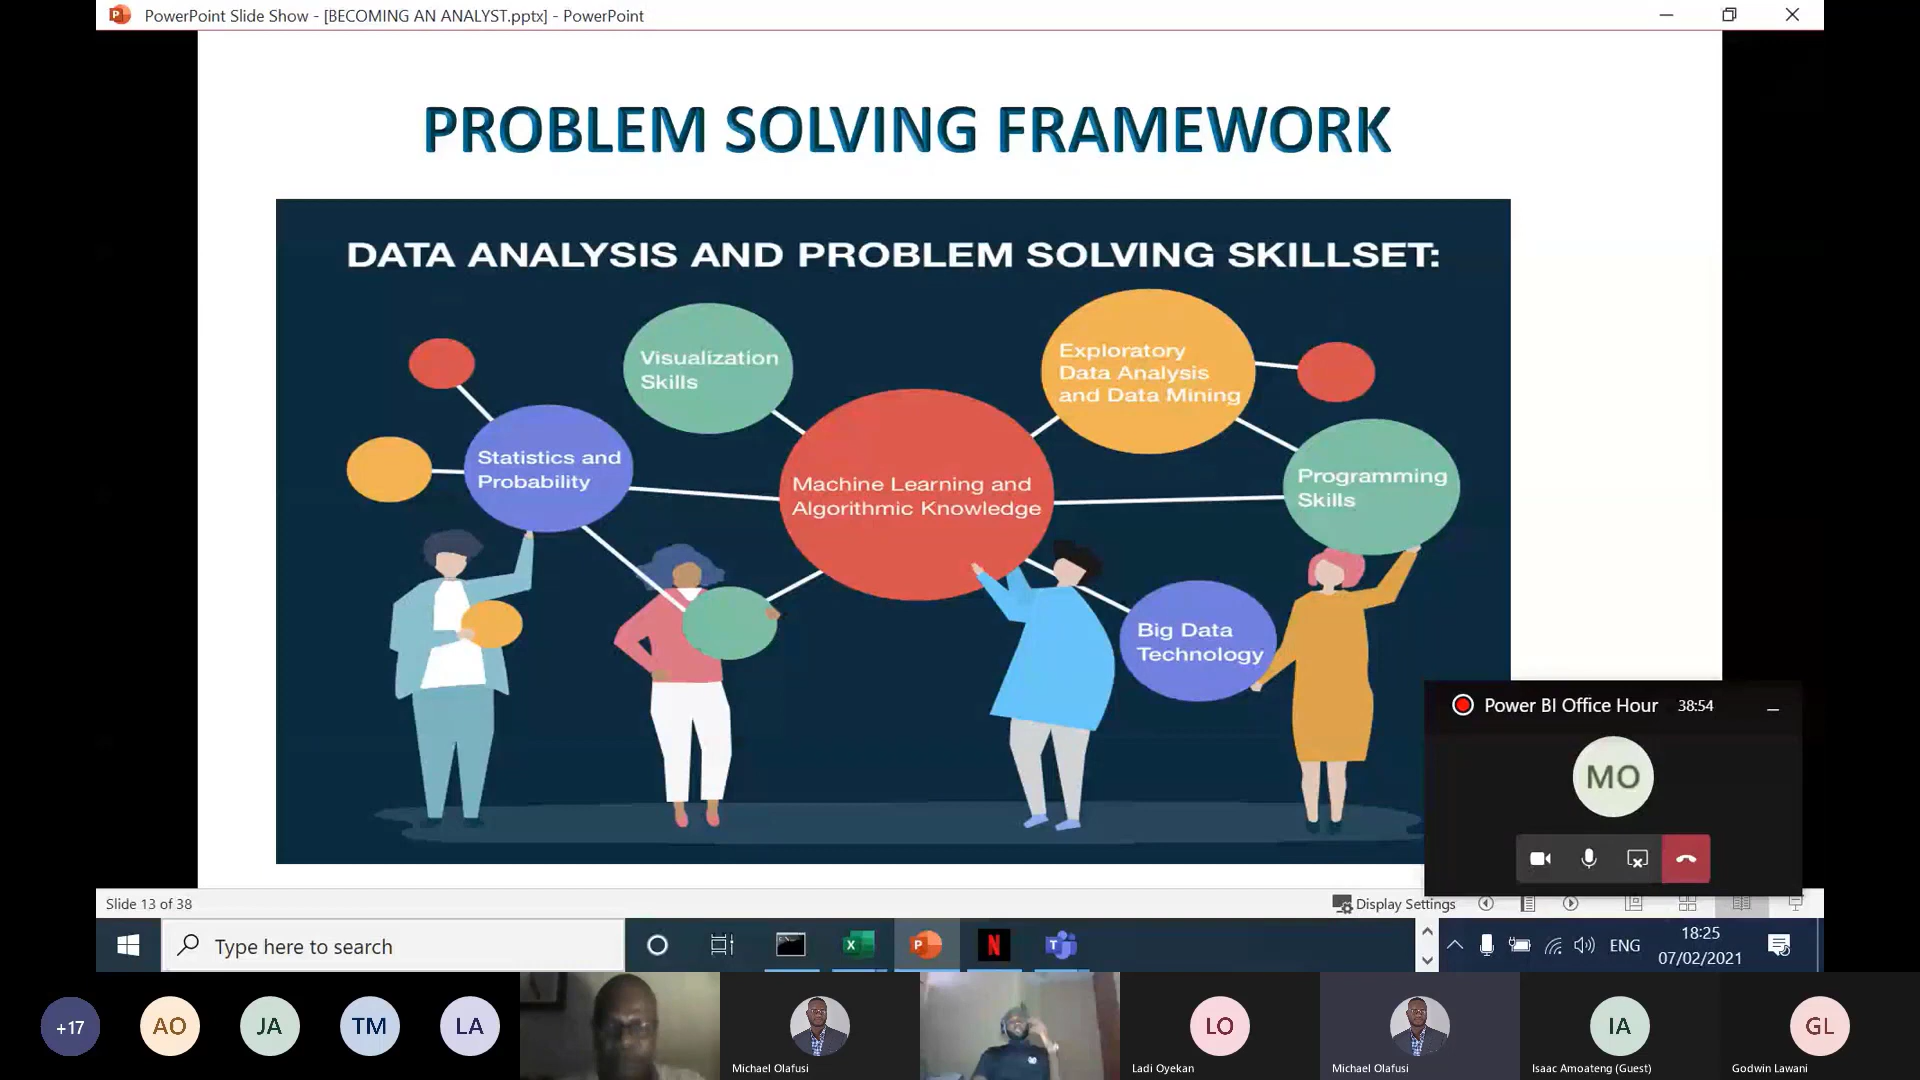 PowerPoint Slide Show - [BECOMING AN ANALYST.pptx] - PowerPoint
PROBLEM SOLVING FRAMEWORK
DATA ANALYSIS AND PROBLEM SOLVING SKILLSET:
Visualization
Skills
Exploratory
Data Analysis
and Data Mining
Statistics and
Probability
Machine Learning and
Algorithmic Knowledge
Programming
Skills
Big Data
Technology
Power BI Office Hour 38:54
MO
Slide 13 of 38
Display Settings
Type here to search
ENG
18:25
07/02/2021
+17
AO
JA
TM
LA
Michael Olafusi
LO
Ladi Oyekan
Michael Olafusi
IA
Isaac Amoateng (Guest)
GL
Godwin Lawani